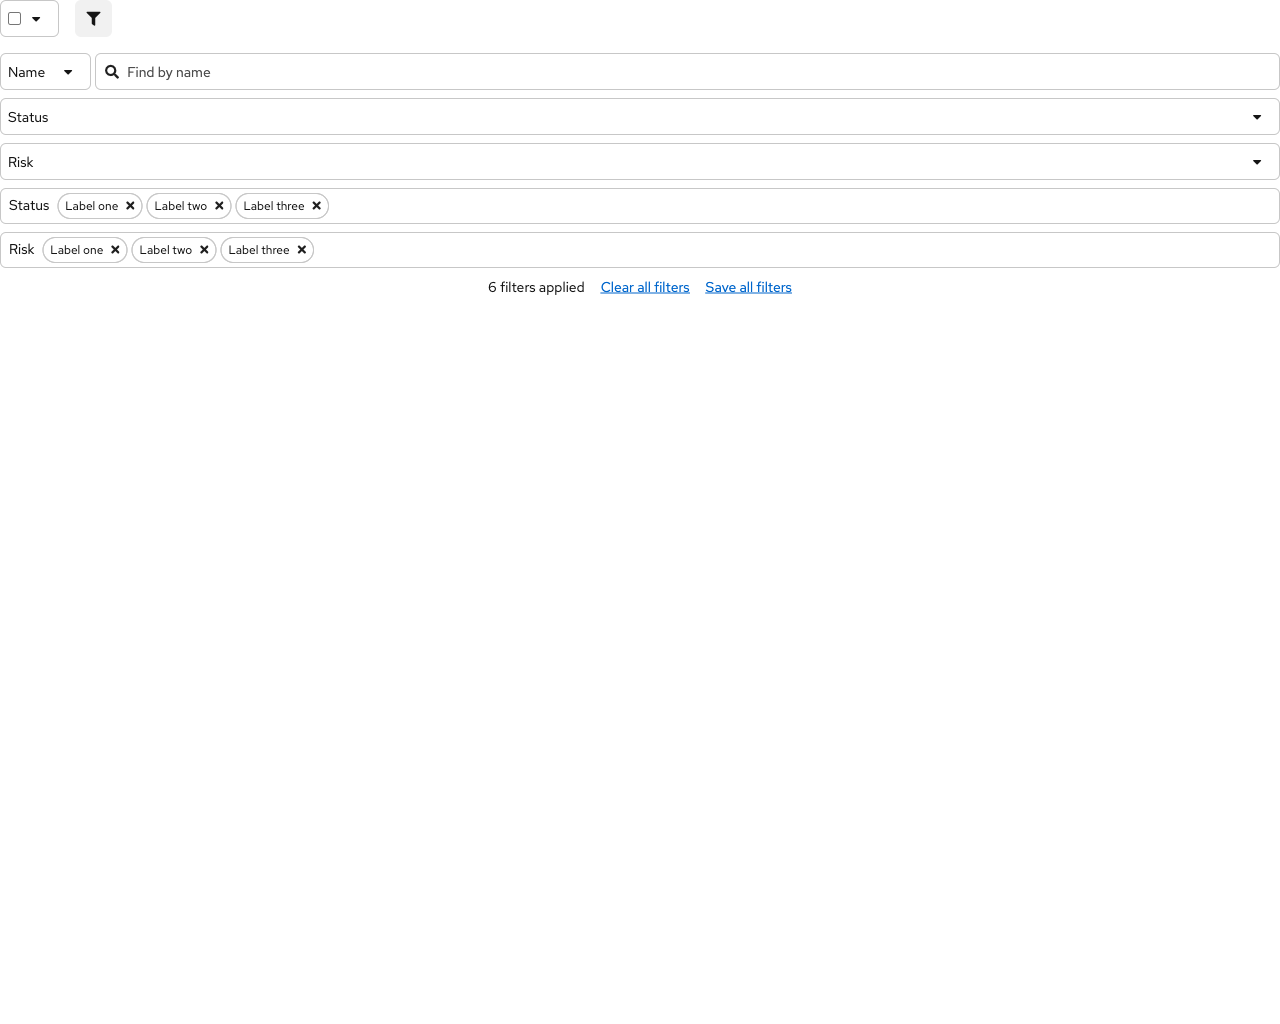 Name Find by name
Status
Risk
Status Label one Label two Label three
Risk Label one Label two Label three
6 filters applied Clear all filters Save all filters